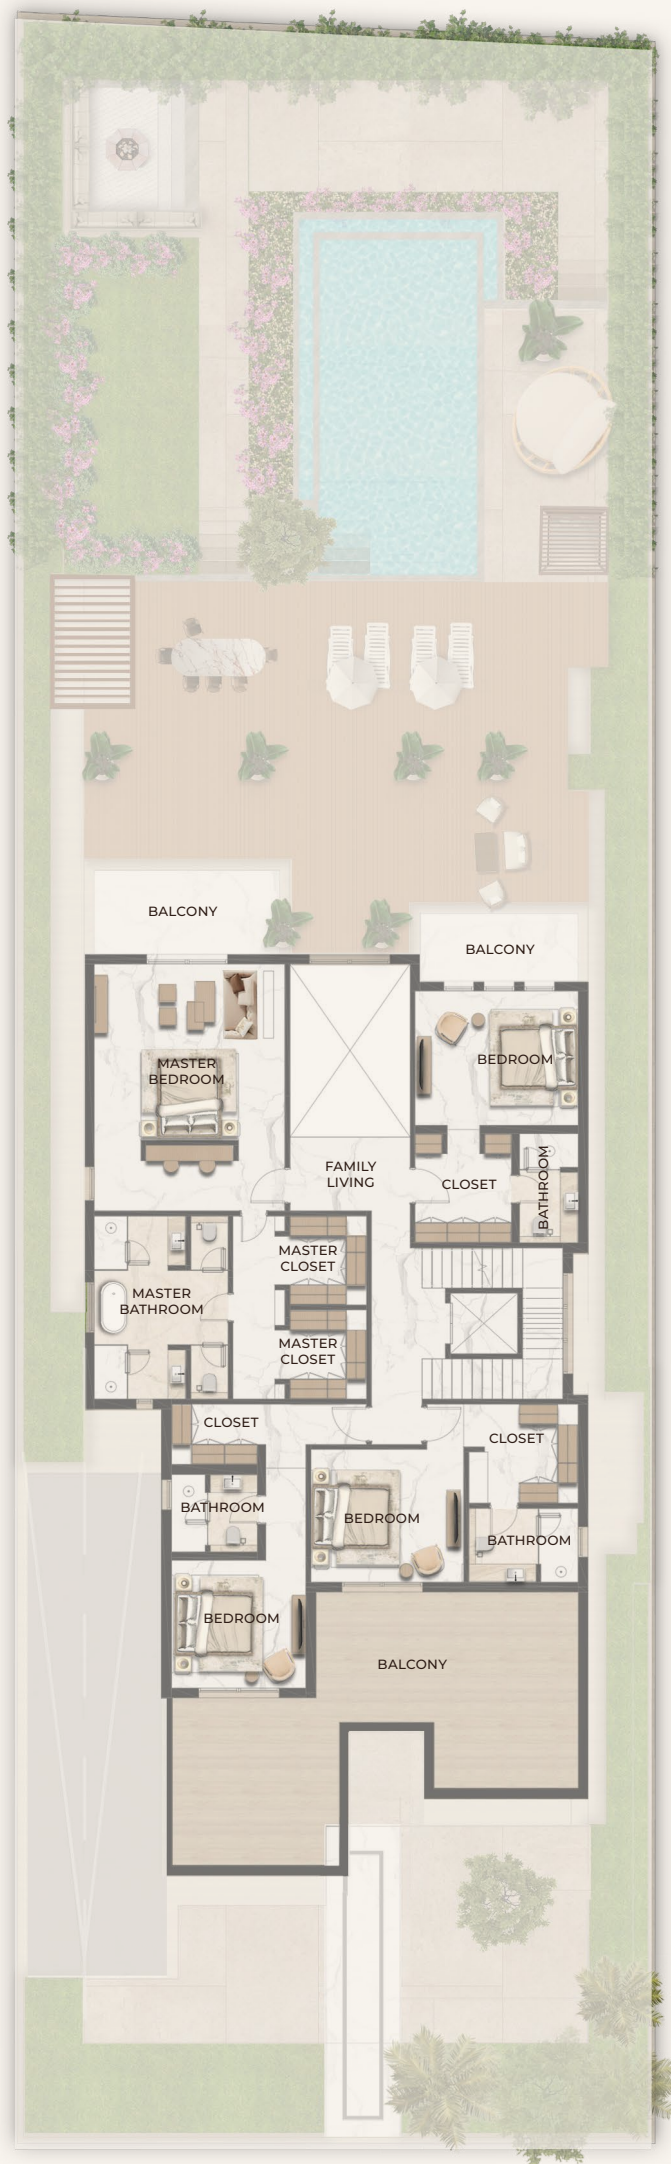 BALCONY
BALCONY
MASTER
BEDROOM
BEDROOM
FAMILY
LIVING
CLOSET
BATHROOM
MASTER
CLOSET
MASTER
BATHROOM
MASTER
CLOSET
CLOSET
CLOSET
BATHROOM
BEDROOM
BATHROOM
BEDROOM
BALCONY